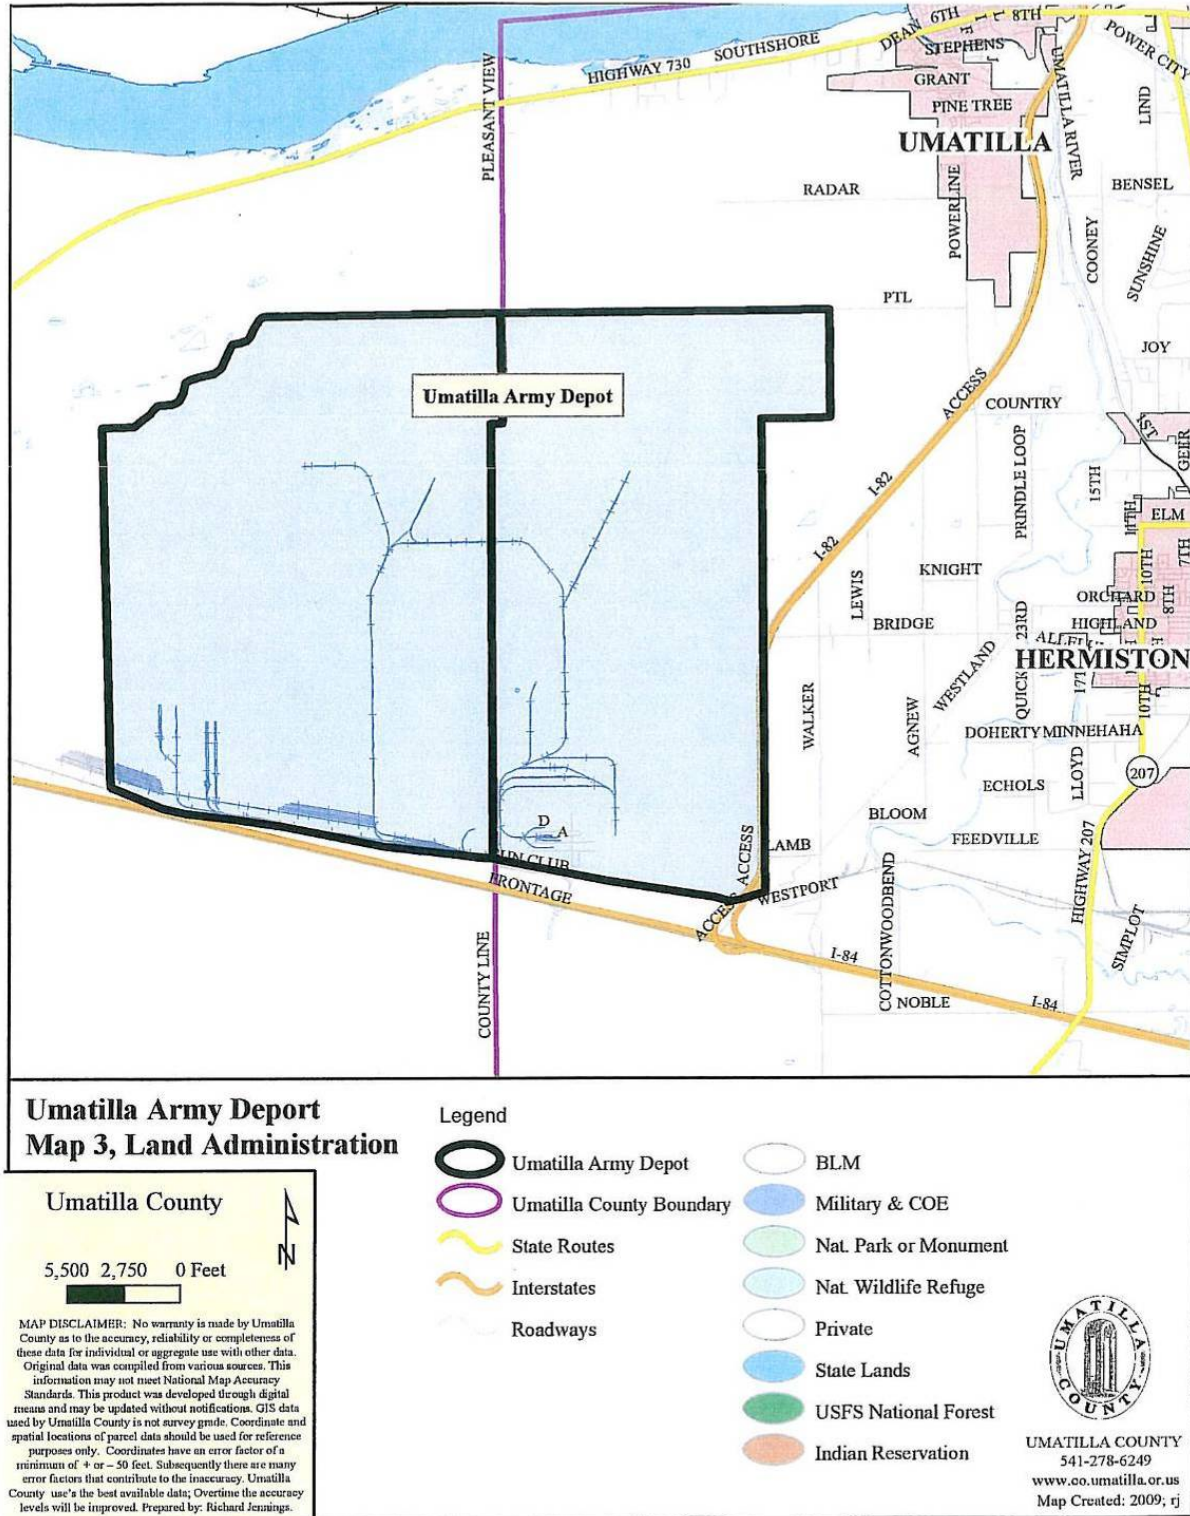 6TH
8TH
DEAN
STEPHENS
SOUTHSHORE
HIGHWAY 730
PLEASANT VIEW
GRANT
PINE TREE
UMATILLA
UMATILLA RIVER
POWER CITY
LIND
RADAR
POWERLINE
BENSEL
COONEY
SUNSHINE
PTL
JOY
Umatilla Army Depot
ACCESS
COUNTRY
1ST
GEER
I-82
PRINDLE LOOP
15TH
11TH
ELM
7TH
I-82
KNIGHT
LEWIS
10TH
ORCHARD
8TH
BRIDGE
23RD
HIGHLAND
HERMISTON
WESTLAND
QUICK
10TH
WALKER
AGNEW
DOHERTY
MINNEHAHA
ECHOLS
LLOYD
207
BLOOM
D
A
FEEDVILLE
LAMB
HIGHWAY 207
FRONTAGE
ACCESS
ACCESS
WESTPORT
COTTONWOODBEND
SIMPLOT
COUNTY LINE
I-84
NOBLE
I-84
Umatilla Army Deport
Map 3, Land Administration
Umatilla County
N
5,500 2,750 0 Feet
MAP DISCLAIMER: No warranty is made by Umatilla
County as to the accuracy, reliability or completeness of
these data for individual or aggregate use with other data.
Original data was compiled from various sources. This
information may not meet National Map Accuracy
Standards. This product was developed through digital
means and may be updated without notifications. GIS data
used by Umatilla County is not survey grade. Coordinate and
spatial locations of parcel data should be used for reference
purposes only. Coordinates have an error factor of a
minimum of + or – 50 feet. Subsequently there are many
error factors that contribute to the inaccuracy. Umatilla
County use's the best available data; Overtime the accuracy
levels will be improved. Prepared by: Richard Jennings.
Legend
Umatilla Army Depot
Umatilla County Boundary
State Routes
Interstates
Roadways
BLM
Military & COE
Nat. Park or Monument
Nat. Wildlife Refuge
Private
State Lands
USFS National Forest
Indian Reservation
UMATILLA
COUNTY
UMATILLA COUNTY
541-278-6249
www.co.umatilla.or.us
Map Created: 2009; rj